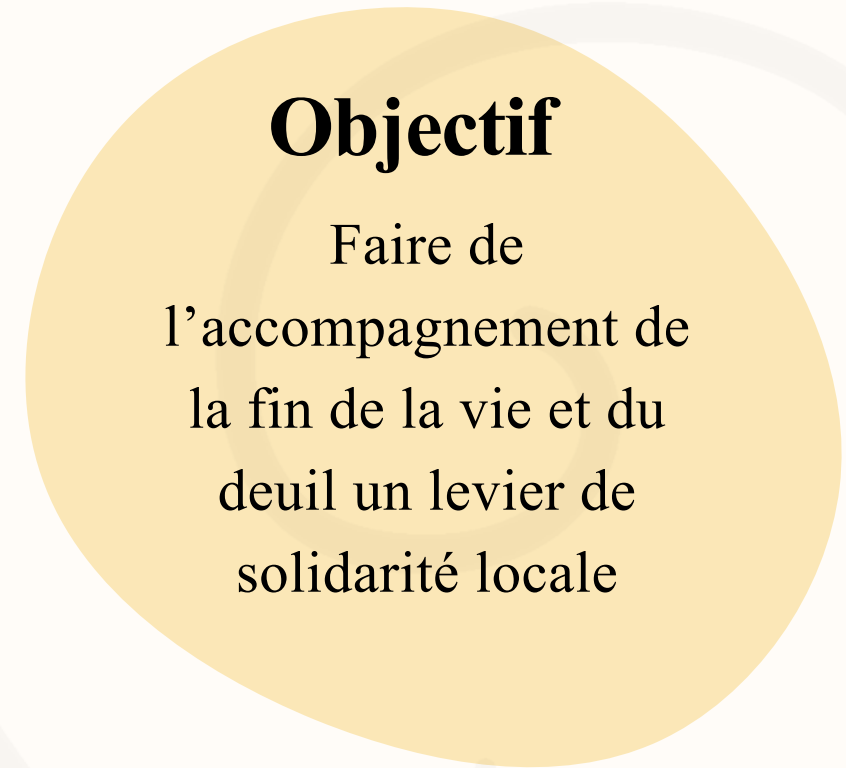 Objectif
Faire de
l’accompagnement de
la fin de la vie et du
deuil un levier de
solidarité locale